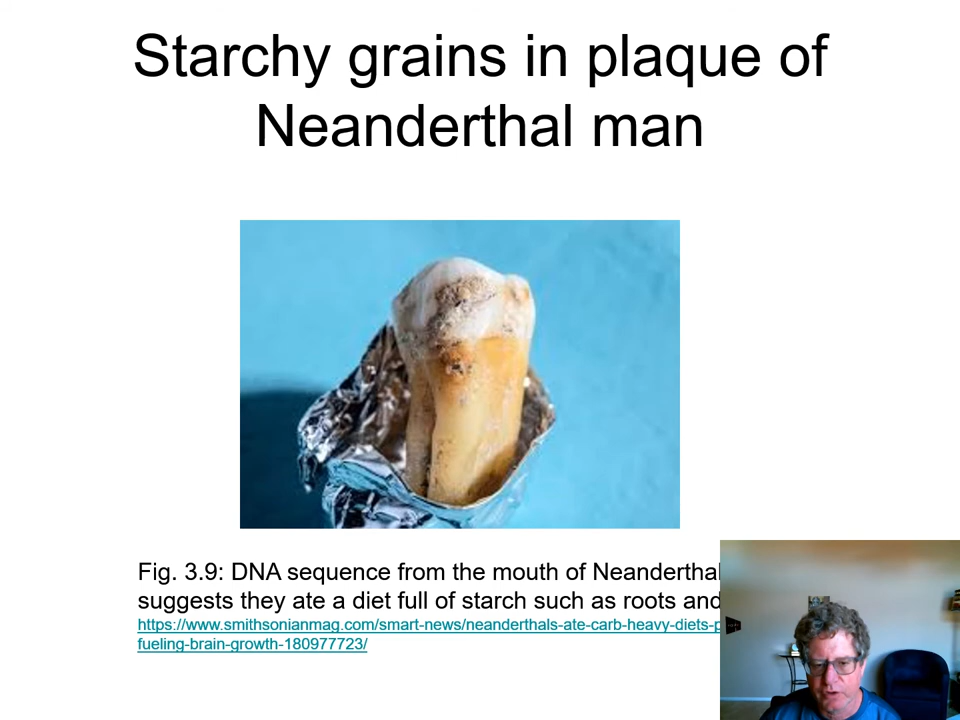 Starchy grains in plaque of
Neanderthal man
Fig. 3.9: DNA sequence from the mouth of Neanderthal
suggests they ate a diet full of starch such as roots and
https://www.smithsonianmag.com/smart-news/neanderthals-ate-carb-heavy-diets-p
fueling-brain-growth-180977723/